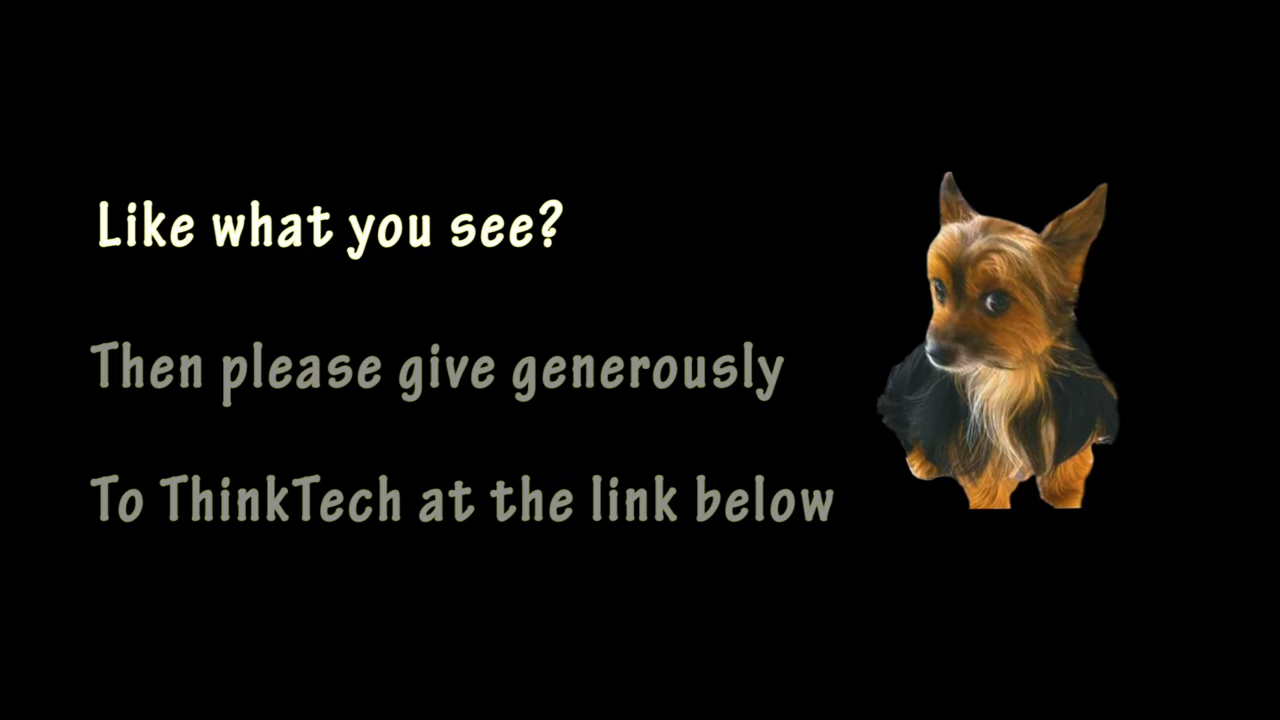 Like what you see?
Then please give generously
To ThinkTech at the link below